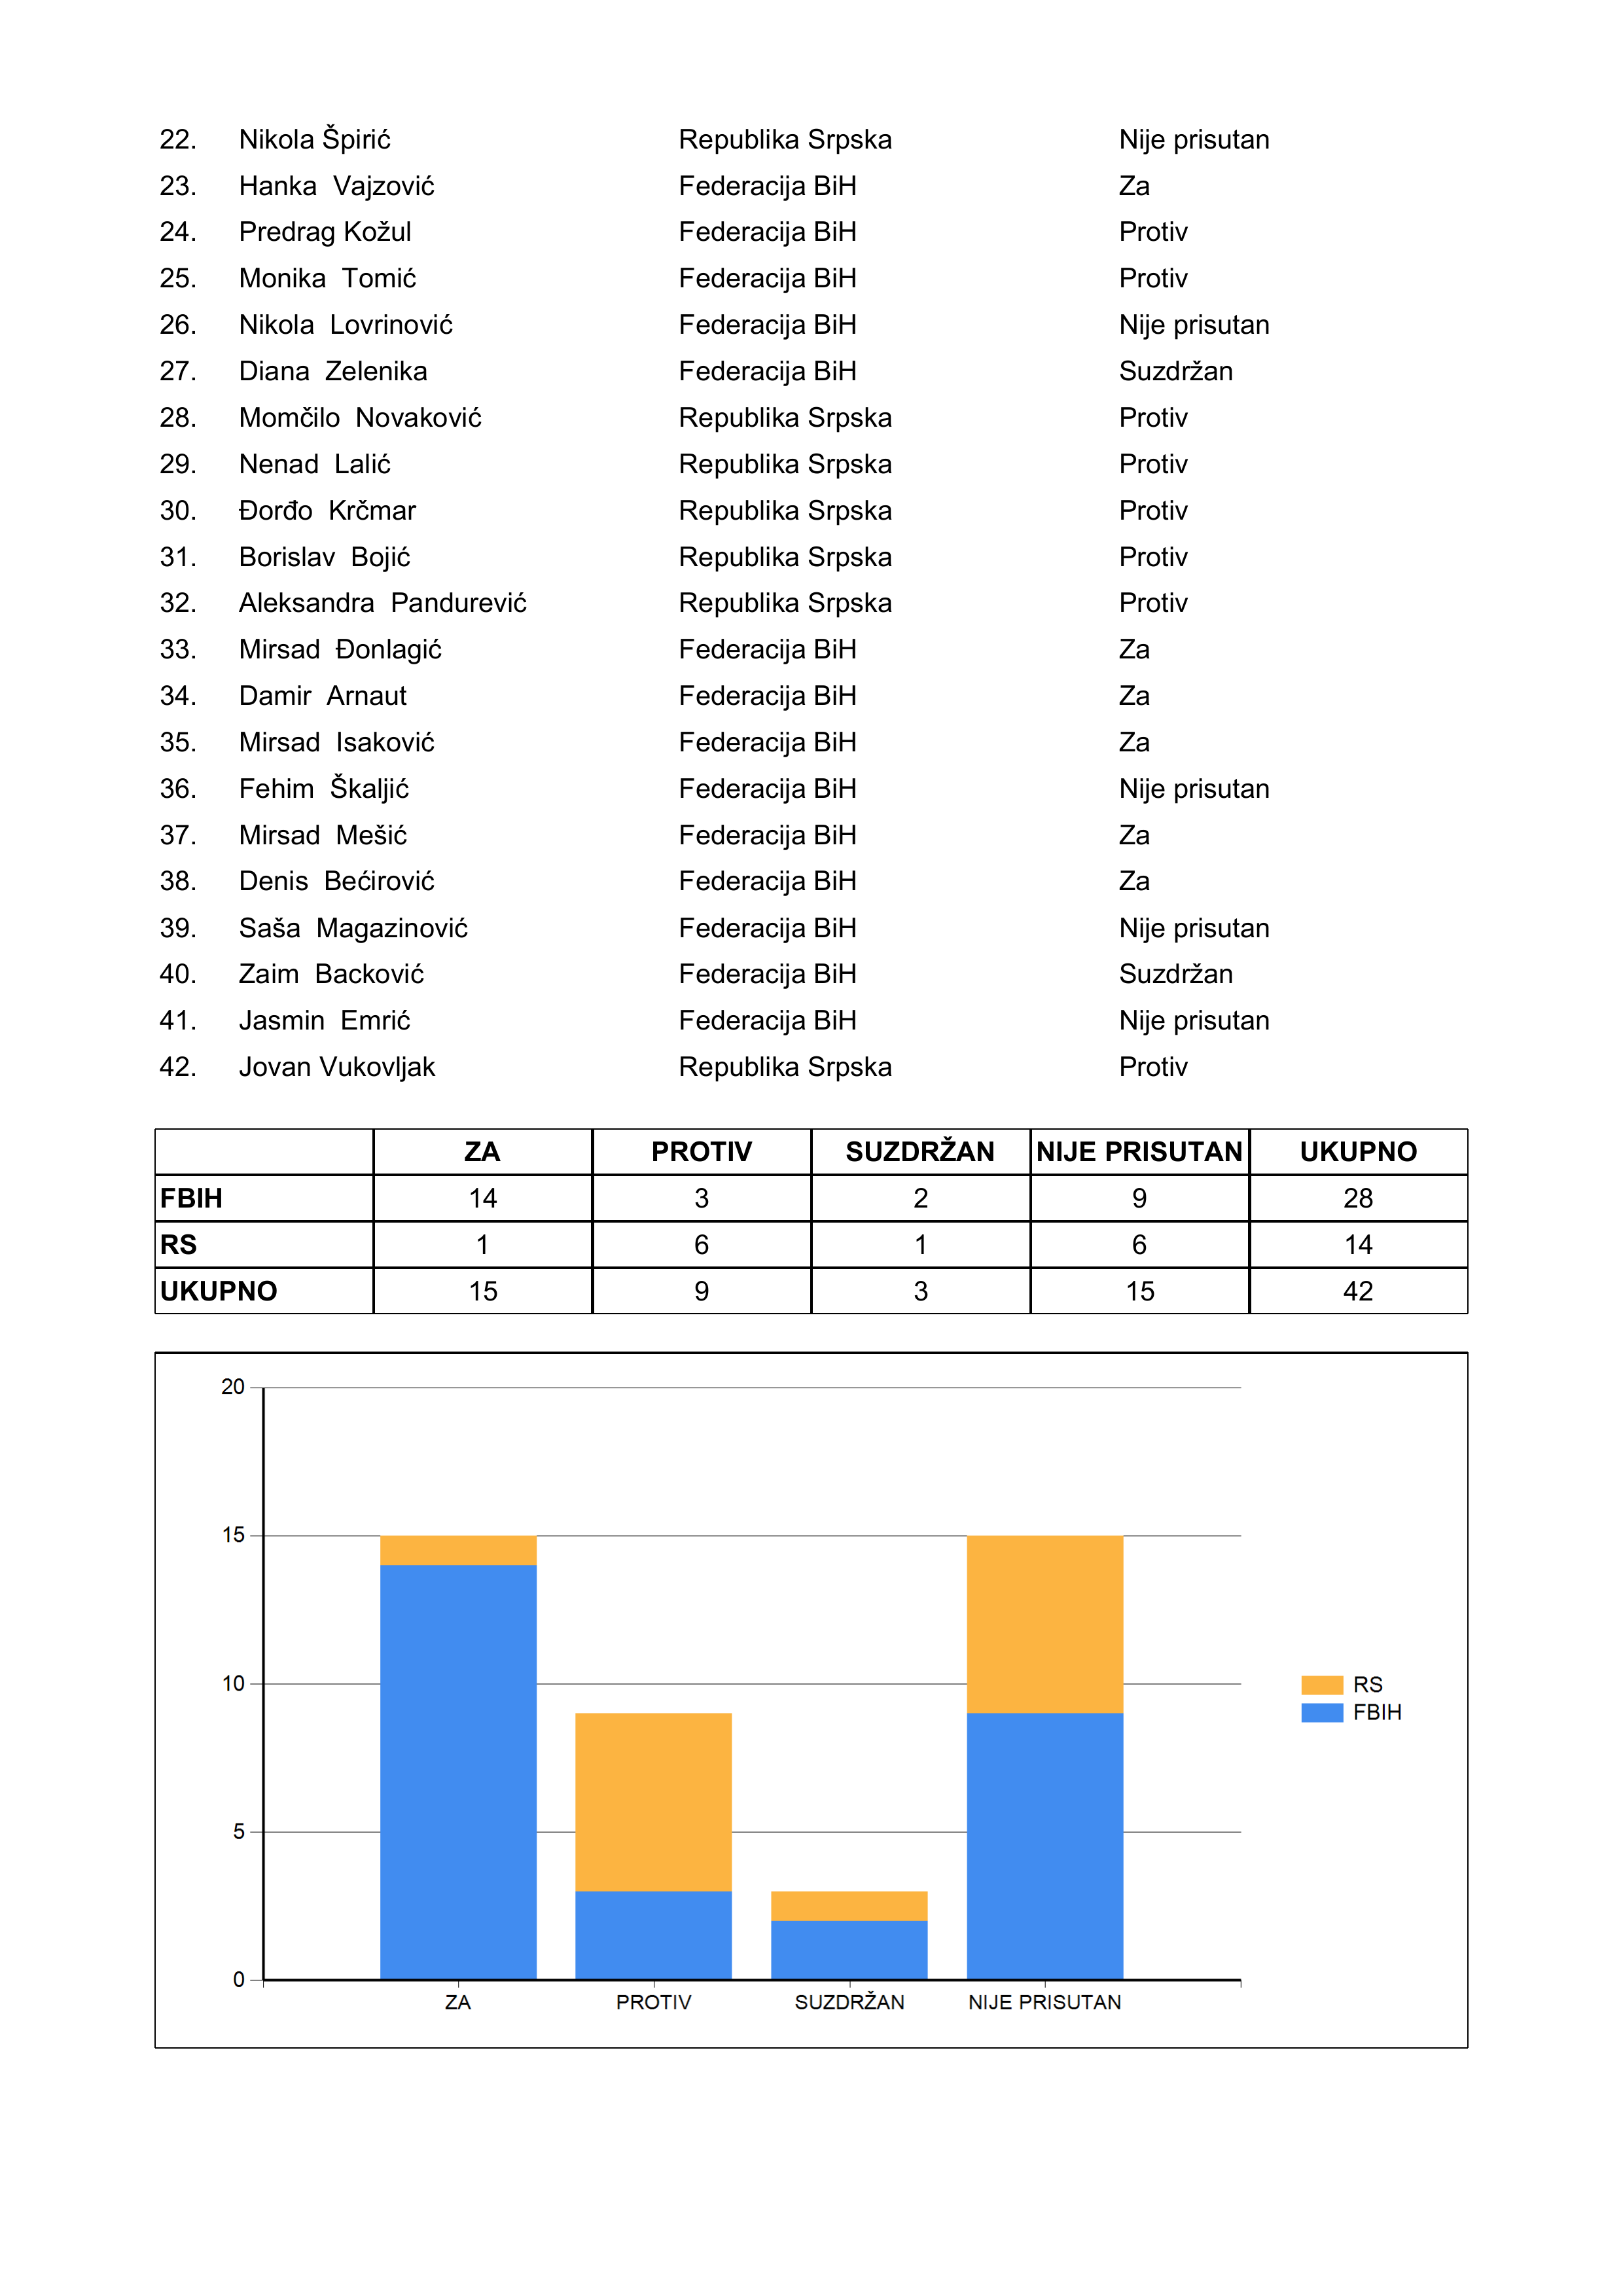 22. Nikola Špirić Republika Srpska Nije prisutan
23. Hanka Vajzović Federacija BiH Za
24. Predrag Kožul Federacija BiH Protiv
25. Monika Tomić Federacija BiH Protiv
26. Nikola Lovrinović Federacija BiH Nije prisutan
27. Diana Zelenika Federacija BiH Suzdržan
28. Momčilo Novaković Republika Srpska Protiv
29. Nenad Lalić Republika Srpska Protiv
30. Đorđo Krčmar Republika Srpska Protiv
31. Borislav Bojić Republika Srpska Protiv
32. Aleksandra Pandurević Republika Srpska Protiv
33. Mirsad Đonlagić Federacija BiH Za
34. Damir Arnaut Federacija BiH Za
35. Mirsad Isaković Federacija BiH Za
36. Fehim Škaljić Federacija BiH Nije prisutan
37. Mirsad Mešić Federacija BiH Za
38. Denis Bećirović Federacija BiH Za
39. Saša Magazinović Federacija BiH Nije prisutan
40. Zaim Backović Federacija BiH Suzdržan
41. Jasmin Emrić Federacija BiH Nije prisutan
42. Jovan Vukovljak Republika Srpska Protiv
ZA PROTIV SUZDRŽAN NIJE PRISUTAN UKUPNO
FBIH 14 3 2 9 28
RS 1 6 1 6 14
UKUPNO 15 9 3 15 42
20
15
10
5
0
ZA PROTIV SUZDRŽAN NIJE PRISUTAN
RS
FBIH